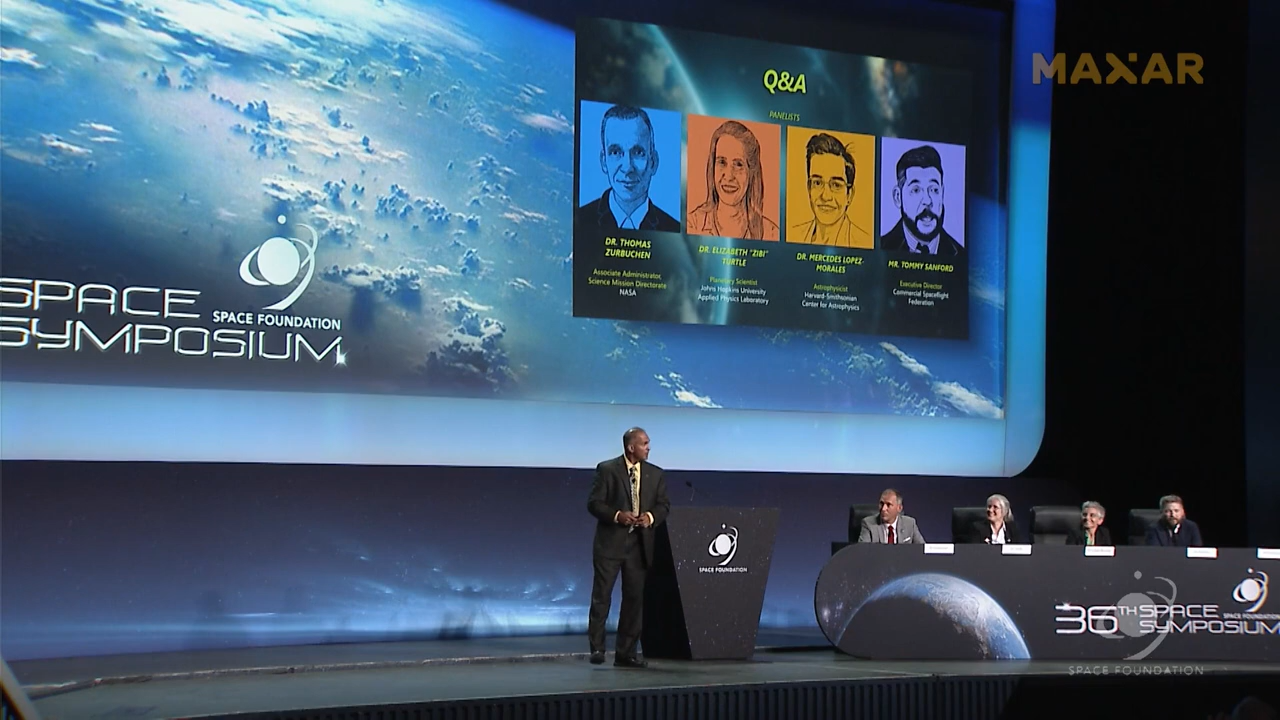 MAXAR
Q&A
PANELISTS
DR. THOMAS
ZURBUCHEN
Associate Administrator,
Science Mission Directorate
NASA
DR. ELIZABETH "ZIBI"
TURTLE
Planetary Scientist
Johns Hopkins University
Applied Physics Laboratory
DR. MERCEDES LOPEZ-
MORALES
Astrophysicist
Harvard-Smithsonian
Center for Astrophysics
MR. TOMMY SANFORD
Executive Director
Commercial Spaceflight
Federation
SPACE
SYMPOSIUM
SPACE FOUNDATION
SPACE FOUNDATION
36TH SPACE
SYMPOSIUM
SPACE FOUNDATION
SPACE FOUNDATION